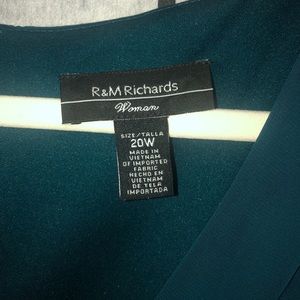 R&M Richards
Woman
SIZE/TALLA
20W
MADE IN
VIETNAM
OF IMPORTED
FABRIC
HECHO EN
VIETNAM
DE TELA
IMPORTADA